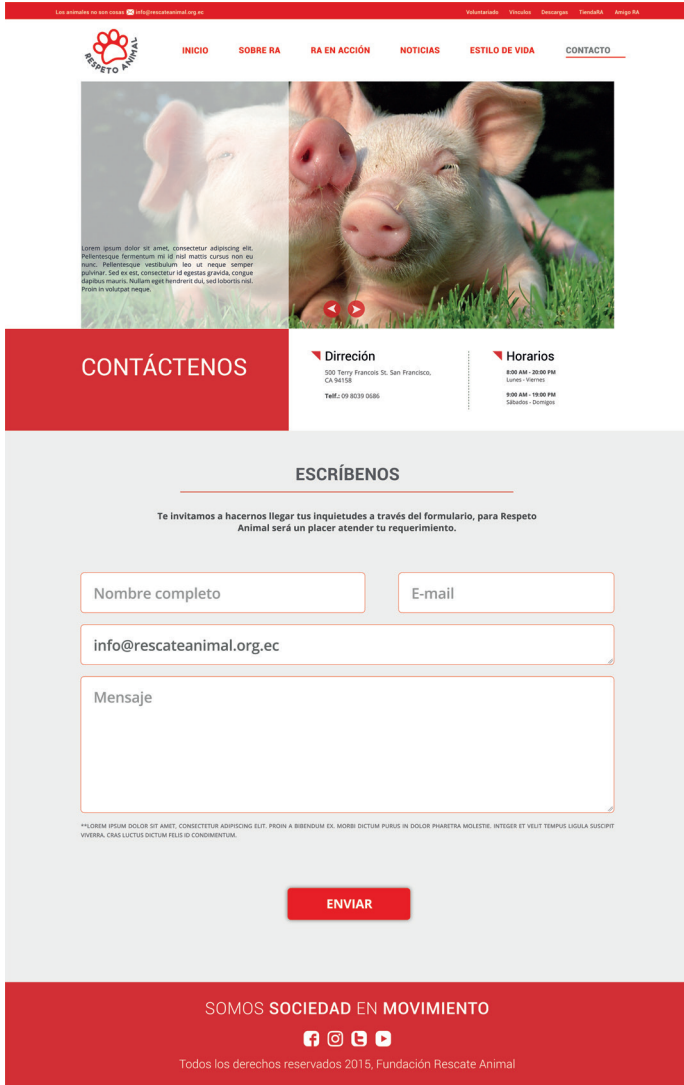 Los animales no son cosas info@rescateanimal.org.ec
Voluntariado Vínculos Descargas TiendaRA Amigo RA
RESPETO ANIMAL
INICIO SOBRE RA RA EN ACCIÓN NOTICIAS ESTILO DE VIDA CONTACTO
Lorem ipsum dolor sit amet, consectetur adipiscing elit.
Pellentesque fermentum mi id nisl mattis cursus non eu
nunc. Pellentesque vestibulum leo ut neque semper
pulvinar. Sed ex est, consectetur id egestas gravida, congue
dapibus mauris. Nullam eget hendrerit dui, sed lobortis nisl.
Proin in volutpat neque.
CONTÁCTENOS
Dirreción
500 Terry Francois St. San Francisco,
CA 94158
Telf.: 09 8039 0686
Horarios
8:00 AM - 20:00 PM
Lunes - Viernes
9:00 AM - 19:00 PM
Sábados - Domigos
ESCRÍBENOS
Te invitamos a hacernos llegar tus inquietudes a través del formulario, para Respeto
Animal será un placer atender tu requerimiento.
Nombre completo
E-mail
info@rescateanimal.org.ec
Mensaje
**LOREM IPSUM DOLOR SIT AMET, CONSECTETUR ADIPISCING ELIT. PROIN A BIBENDUM EX. MORBI DICTUM PURUS IN DOLOR PHARETRA MOLESTIE. INTEGER ET VELIT TEMPUS LIGULA SUSCIPIT
VIVERRA. CRAS LUCTUS DICTUM FELIS ID CONDIMENTUM.
ENVIAR
SOMOS SOCIEDAD EN MOVIMIENTO
Todos los derechos reservados 2015, Fundación Rescate Animal